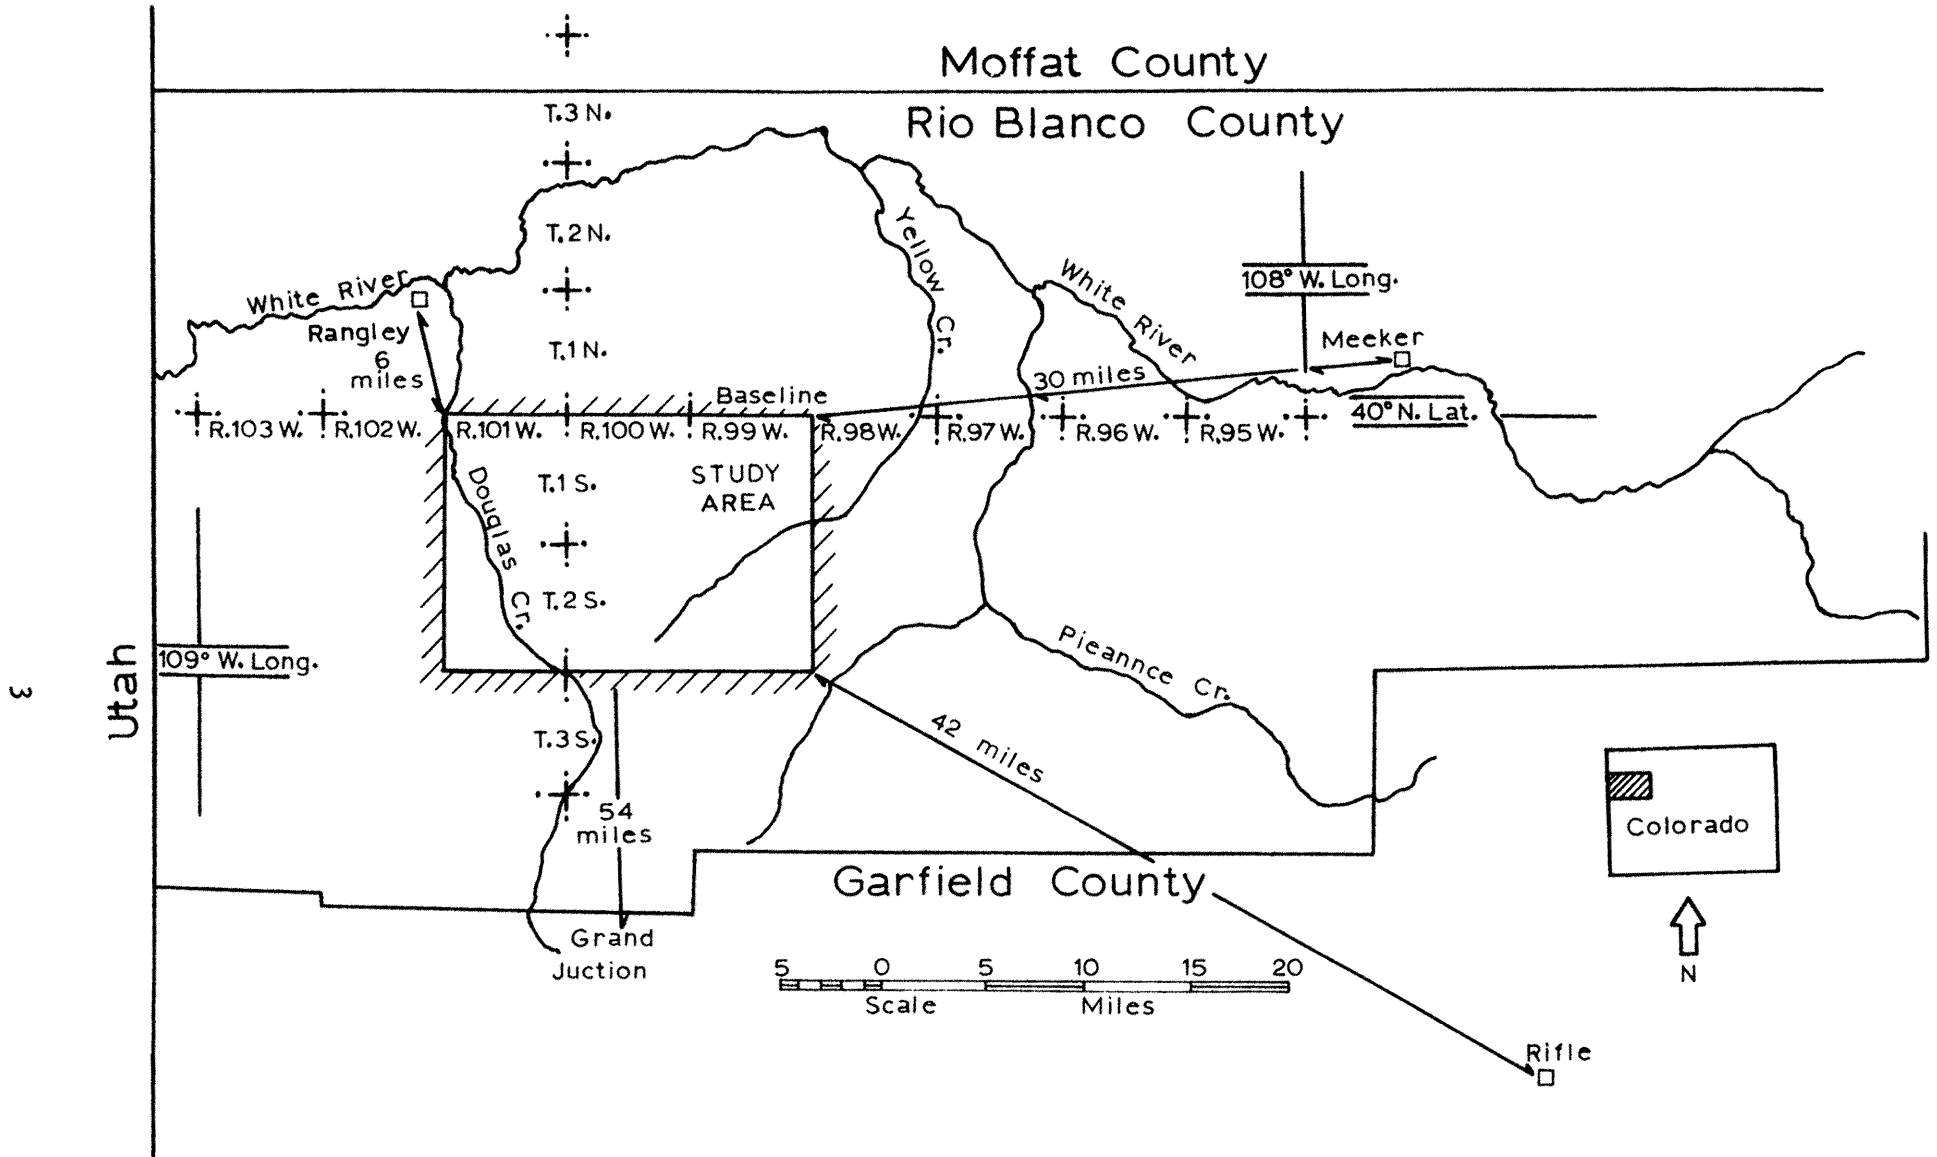 Moffat County
Rio Blanco County
T.3 N.
T.2 N.
T.1 N.
White River
Rangley
6
miles
Yellow Cr.
White River
108° W. Long.
Meeker
30 miles
Baseline
40° N. Lat.
R.103 W.
R.102 W.
R.101 W.
R.100 W.
R.99 W.
R.98 W.
R.97 W.
R.96 W.
R.95 W.
STUDY
AREA
Douglas Cr.
T.1 S.
T.2 S.
T.3 S.
109° W. Long.
Utah
3
Pieannce Cr.
42 miles
54
miles
Garfield County
Grand
Juction
Colorado
N
5 0 5 10 15 20
Scale Miles
Rifle